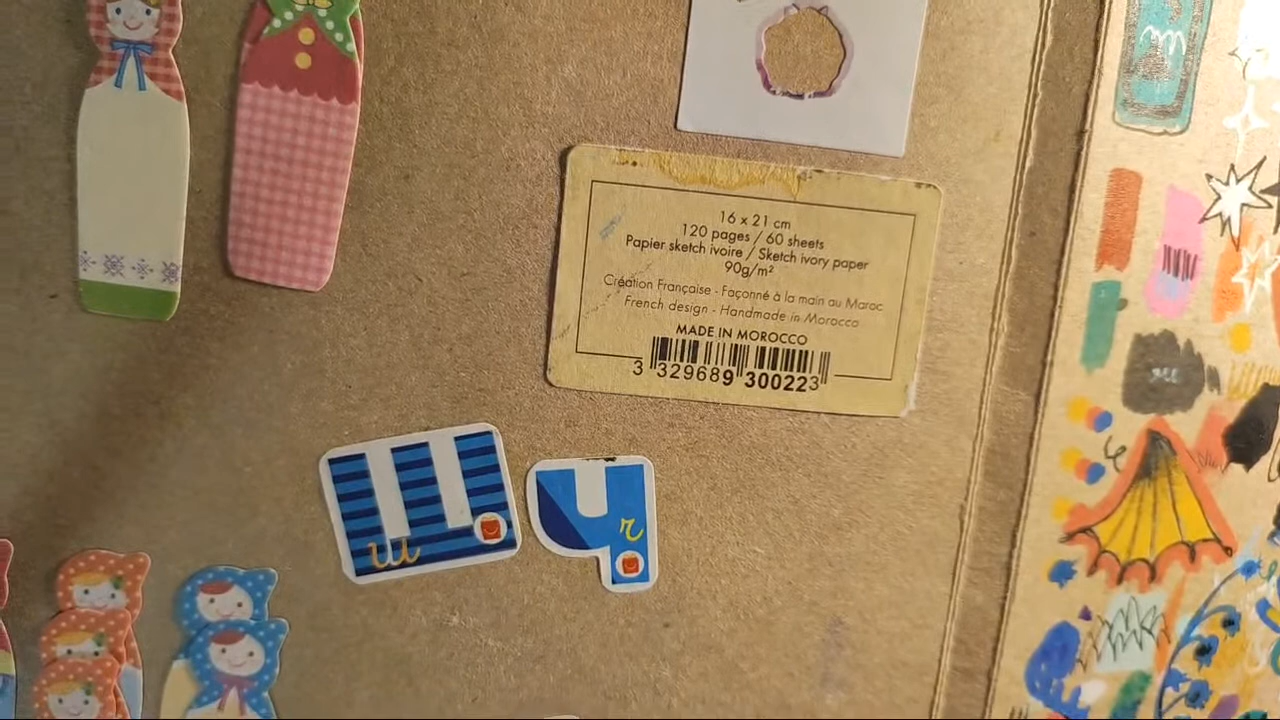 16 x 21 cm
120 pages / 60 sheets
Papier sketch ivoire / Sketch ivory paper
90g/m²
Création Française - Façonné à la main au Maroc
French design - Handmade in Morocco
MADE IN MOROCCO
3 329689 300223
Ш ш
Ч ч